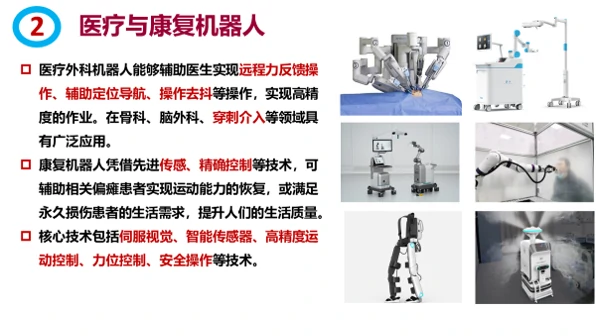 2 医疗与康复机器人
医疗外科机器人能够辅助医生实现远程力反馈操
作、辅助定位导航、操作去抖等操作，实现高精
度的作业。在骨科、脑外科、穿刺介入等领域具
有广泛应用。
康复机器人凭借先进传感、精确控制等技术，可
辅助相关偏瘫患者实现运动能力的恢复，或满足
永久损伤患者的生活需求，提升人们的生活质量。
核心技术包括伺服视觉、智能传感器、高精度运
动控制、力位控制、安全操作等技术。